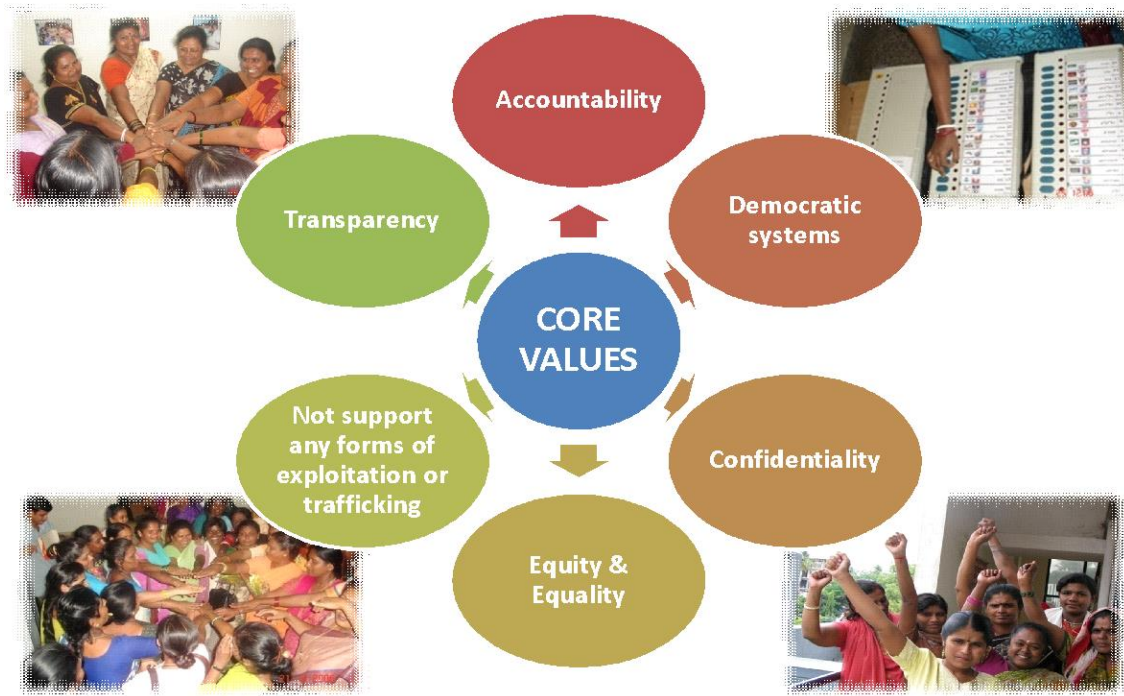 Accountability
Transparency
Democratic
systems
CORE
VALUES
Not support
any forms of
exploitation or
trafficking
Confidentiality
Equity &
Equality